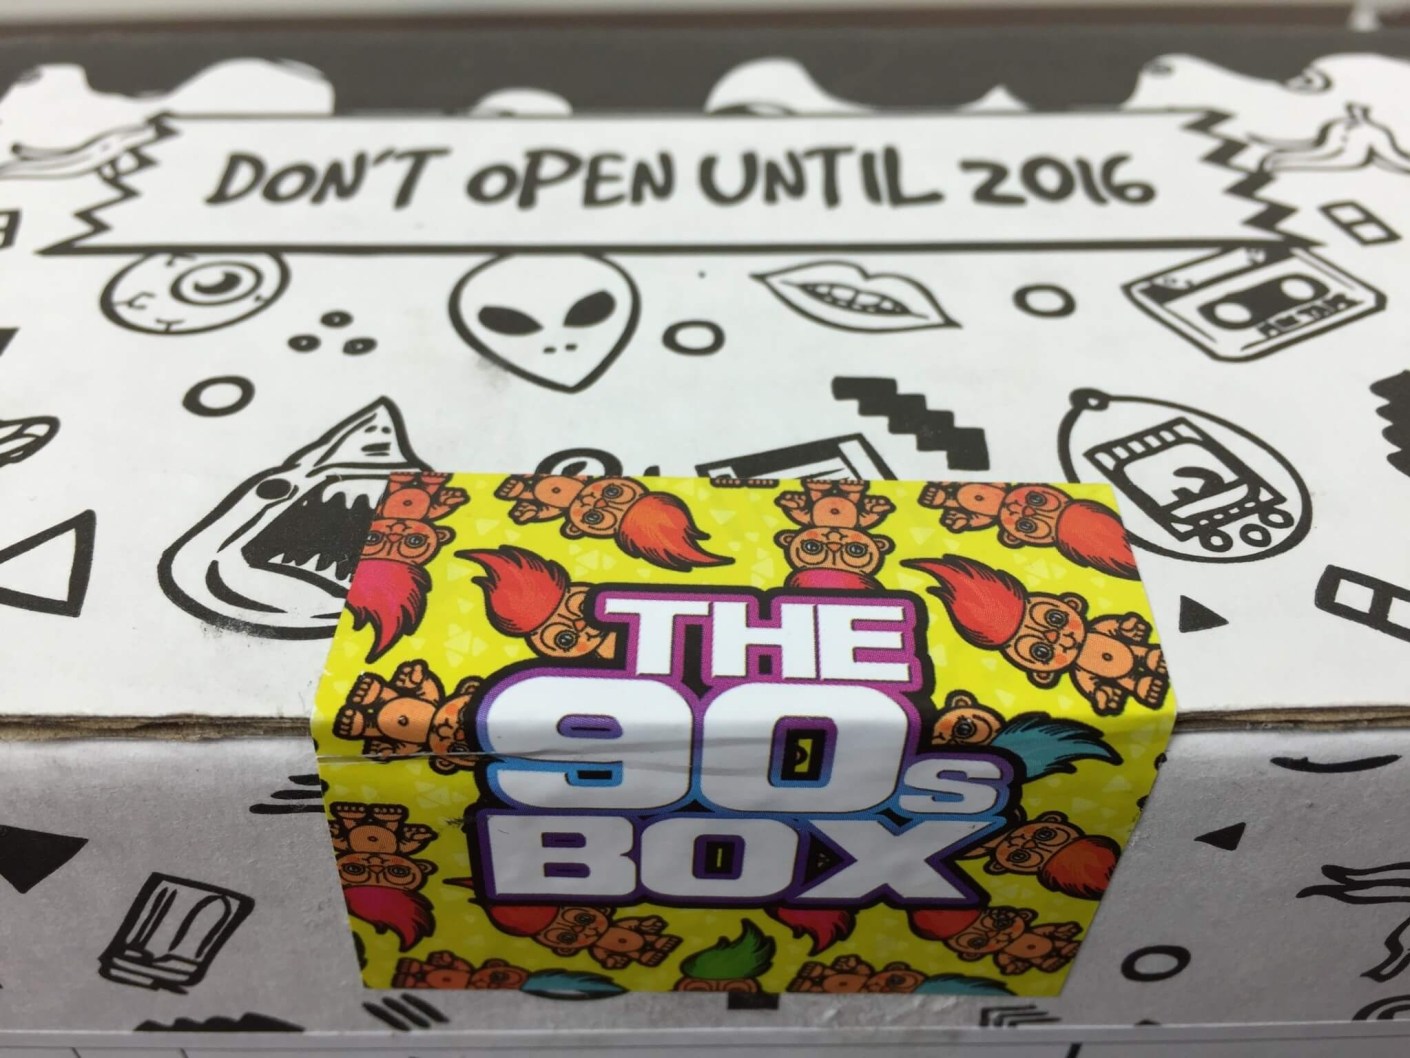 DON'T OPEN UNTIL 2016
THE
90s
BOX